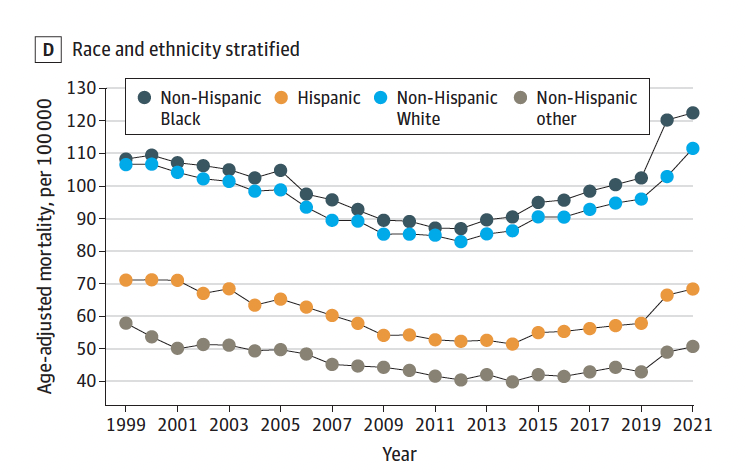 D Race and ethnicity stratified
130
120
110
100
90
80
70
60
50
40
Age-adjusted mortality, per 100 000
Non-Hispanic Black
Hispanic
Non-Hispanic White
Non-Hispanic other
1999 2001 2003 2005 2007 2009 2011 2013 2015 2017 2019 2021
Year